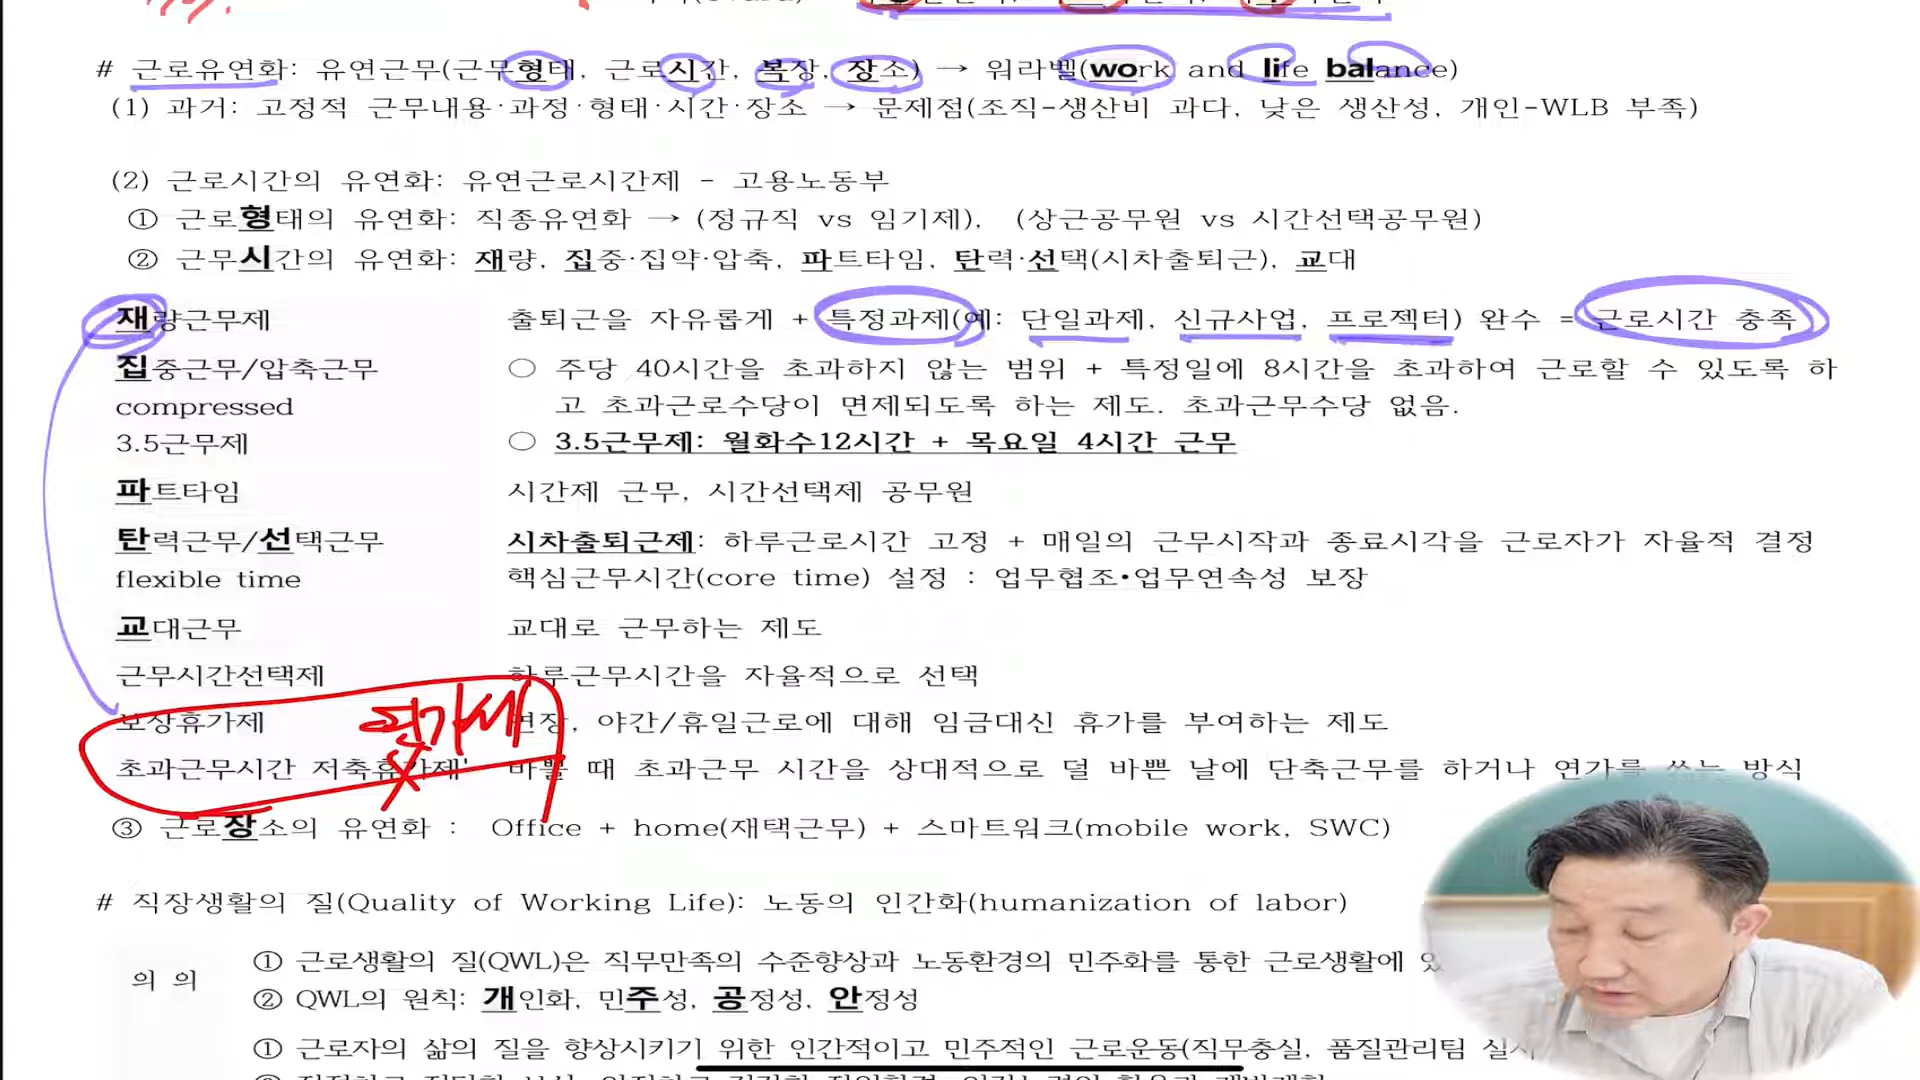 # 근로유연화: 유연근무(근무형태, 근로시간, 복장, 장소) → 워라벨(work and life balance)
(1) 과거: 고정적 근무내용·과정·형태·시간·장소 → 문제점(조직-생산비 과다, 낮은 생산성, 개인-WLB 부족)
(2) 근로시간의 유연화: 유연근로시간제 - 고용노동부
① 근로형태의 유연화: 직종유연화 → (정규직 vs 임기제), (상근공무원 vs 시간선택공무원)
② 근무시간의 유연화: 재량, 집중·집약·압축, 파트타임, 탄력·선택(시차출퇴근), 교대
재량근무제 출퇴근을 자유롭게 + 특정과제(예: 단일과제, 신규사업, 프로젝터) 완수 = 근로시간 충족
집중근무/압축근무 ○ 주당 40시간을 초과하지 않는 범위 + 특정일에 8시간을 초과하여 근로할 수 있도록 하
compressed 고 초과근로수당이 면제되도록 하는 제도. 초과근무수당 없음.
3.5근무제 ○ 3.5근무제: 월화수12시간 + 목요일 4시간 근무
파트타임 시간제 근무, 시간선택제 공무원
탄력근무/선택근무 시차출퇴근제: 하루근로시간 고정 + 매일의 근무시작과 종료시각을 근로자가 자율적 결정
flexible time 핵심근무시간(core time) 설정 : 업무협조•업무연속성 보장
교대근무 교대로 근무하는 제도
근무시간선택제 하루근무시간을 자율적으로 선택
보상휴가제 연가제 연장, 야간/휴일근로에 대해 임금대신 휴가를 부여하는 제도
초과근무시간 저축휴가제' 바쁠 때 초과근무 시간을 상대적으로 덜 바쁜 날에 단축근무를 하거나 연가를 쓰는 방식
③ 근로장소의 유연화 : Office + home(재택근무) + 스마트워크(mobile work, SWC)
# 직장생활의 질(Quality of Working Life): 노동의 인간화(humanization of labor)
의 의
① 근로생활의 질(QWL)은 직무만족의 수준향상과 노동환경의 민주화를 통한 근로생활에
② QWL의 원칙: 개인화, 민주성, 공정성, 안정성
① 근로자의 삶의 질을 향상시키기 위한 인간적이고 민주적인 근로운동(직무충실, 품질관리팀